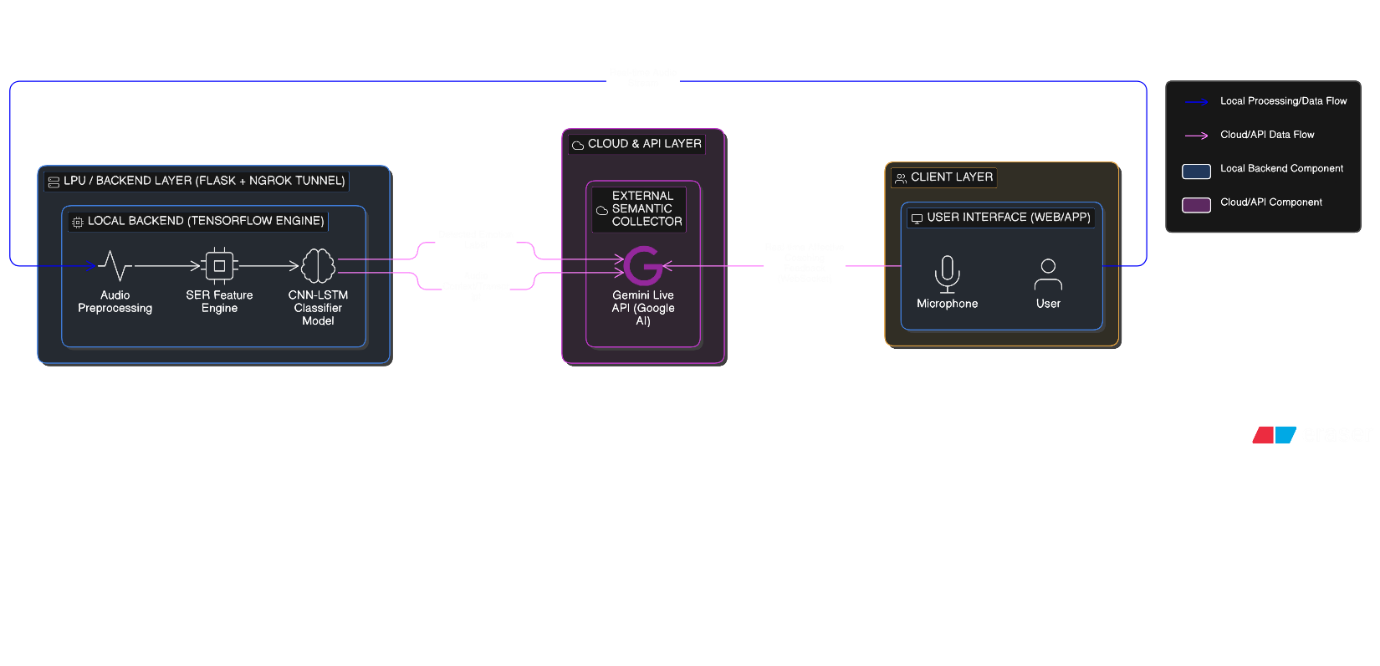 LPU / BACKEND LAYER (FLASK + NGROK TUNNEL)
LOCAL BACKEND (TENSORFLOW ENGINE)
Audio
Preprocessing
SER Feature
Engine
CNN-LSTM
Classifier
Model
CLOUD & API LAYER
EXTERNAL
SEMANTIC
COLLECTOR
Gemini Live
API (Google
AI)
CLIENT LAYER
USER INTERFACE (WEB/APP)
Microphone
User
Local Processing/Data Flow
Cloud/API Data Flow
Local Backend Component
Cloud/API Component